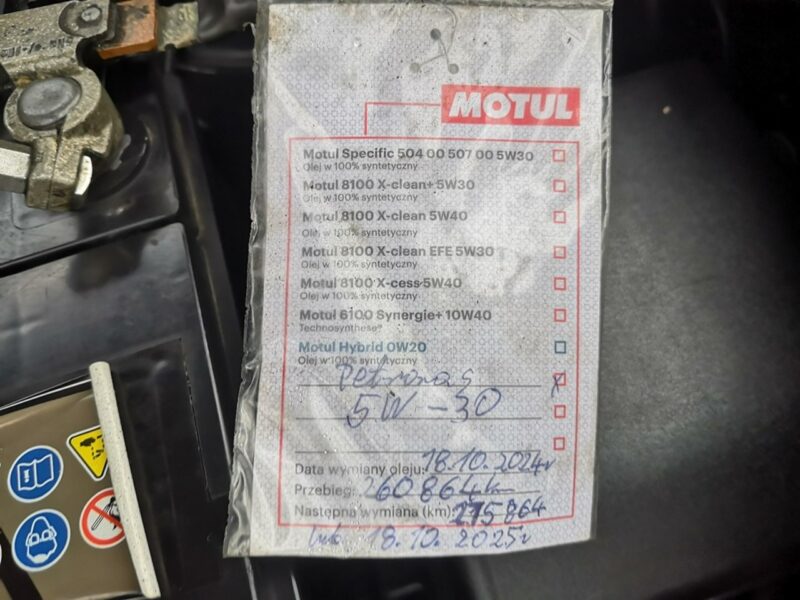 MOTUL
Motul Specific 504 00 507 00 5W30
Olej w 100% syntetyczny
Motul 8100 X-clean+ 5W30
Olej w 100% syntetyczny
Motul 8100 X-clean 5W40
Olej w 100% syntetyczny
Motul 8100 X-clean EFE 5W30
Olej w 100% syntetyczny
Motul 8100 X-cess 5W40
Olej w 100% syntetyczny
Motul 6100 Synergie+ 10W40
Technosynthese®
Motul Hybrid 0W20
Olej w 100% syntetyczny
Petronas x
5W-30
Data wymiany oleju: 18.10.2024r
Przebieg: 260864km
Następna wymiana (km): 275864
lub 18.10.2025r